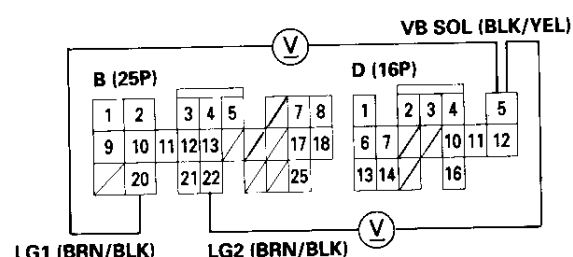 VB SOL (BLK/YEL)
V
B (25P)
D (16P)
1 2 3 4 5 7 8
1 2 3 4 5
9 10 11 12 13 17 18
6 7 10 11 12
20 21 22 25
13 14 16
V
LG1 (BRN/BLK)
LG2 (BRN/BLK)